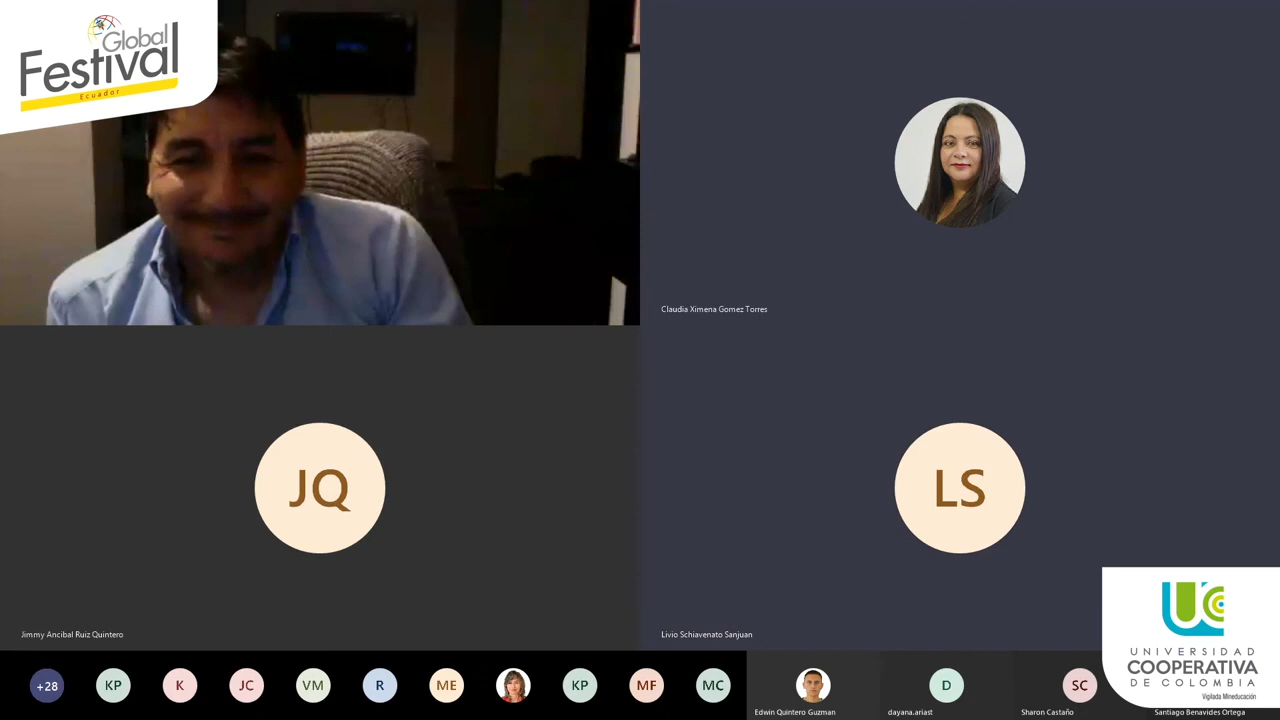 Global
Festival
Ecuador
Claudia Ximena Gomez Torres
JQ
LS
Jimmy Ancibal Ruiz Quintero
Livio Schiavenato Sanjuan
+28
KP
K
JC
VM
R
ME
KP
MF
MC
Edwin Quintero Guzman
D
dayana.ariast
SC
Sharon Castaño
Santiago Benavides Ortega
UCC
UNIVERSIDAD
COOPERATIVA
DE COLOMBIA
Vigilada Mineducación